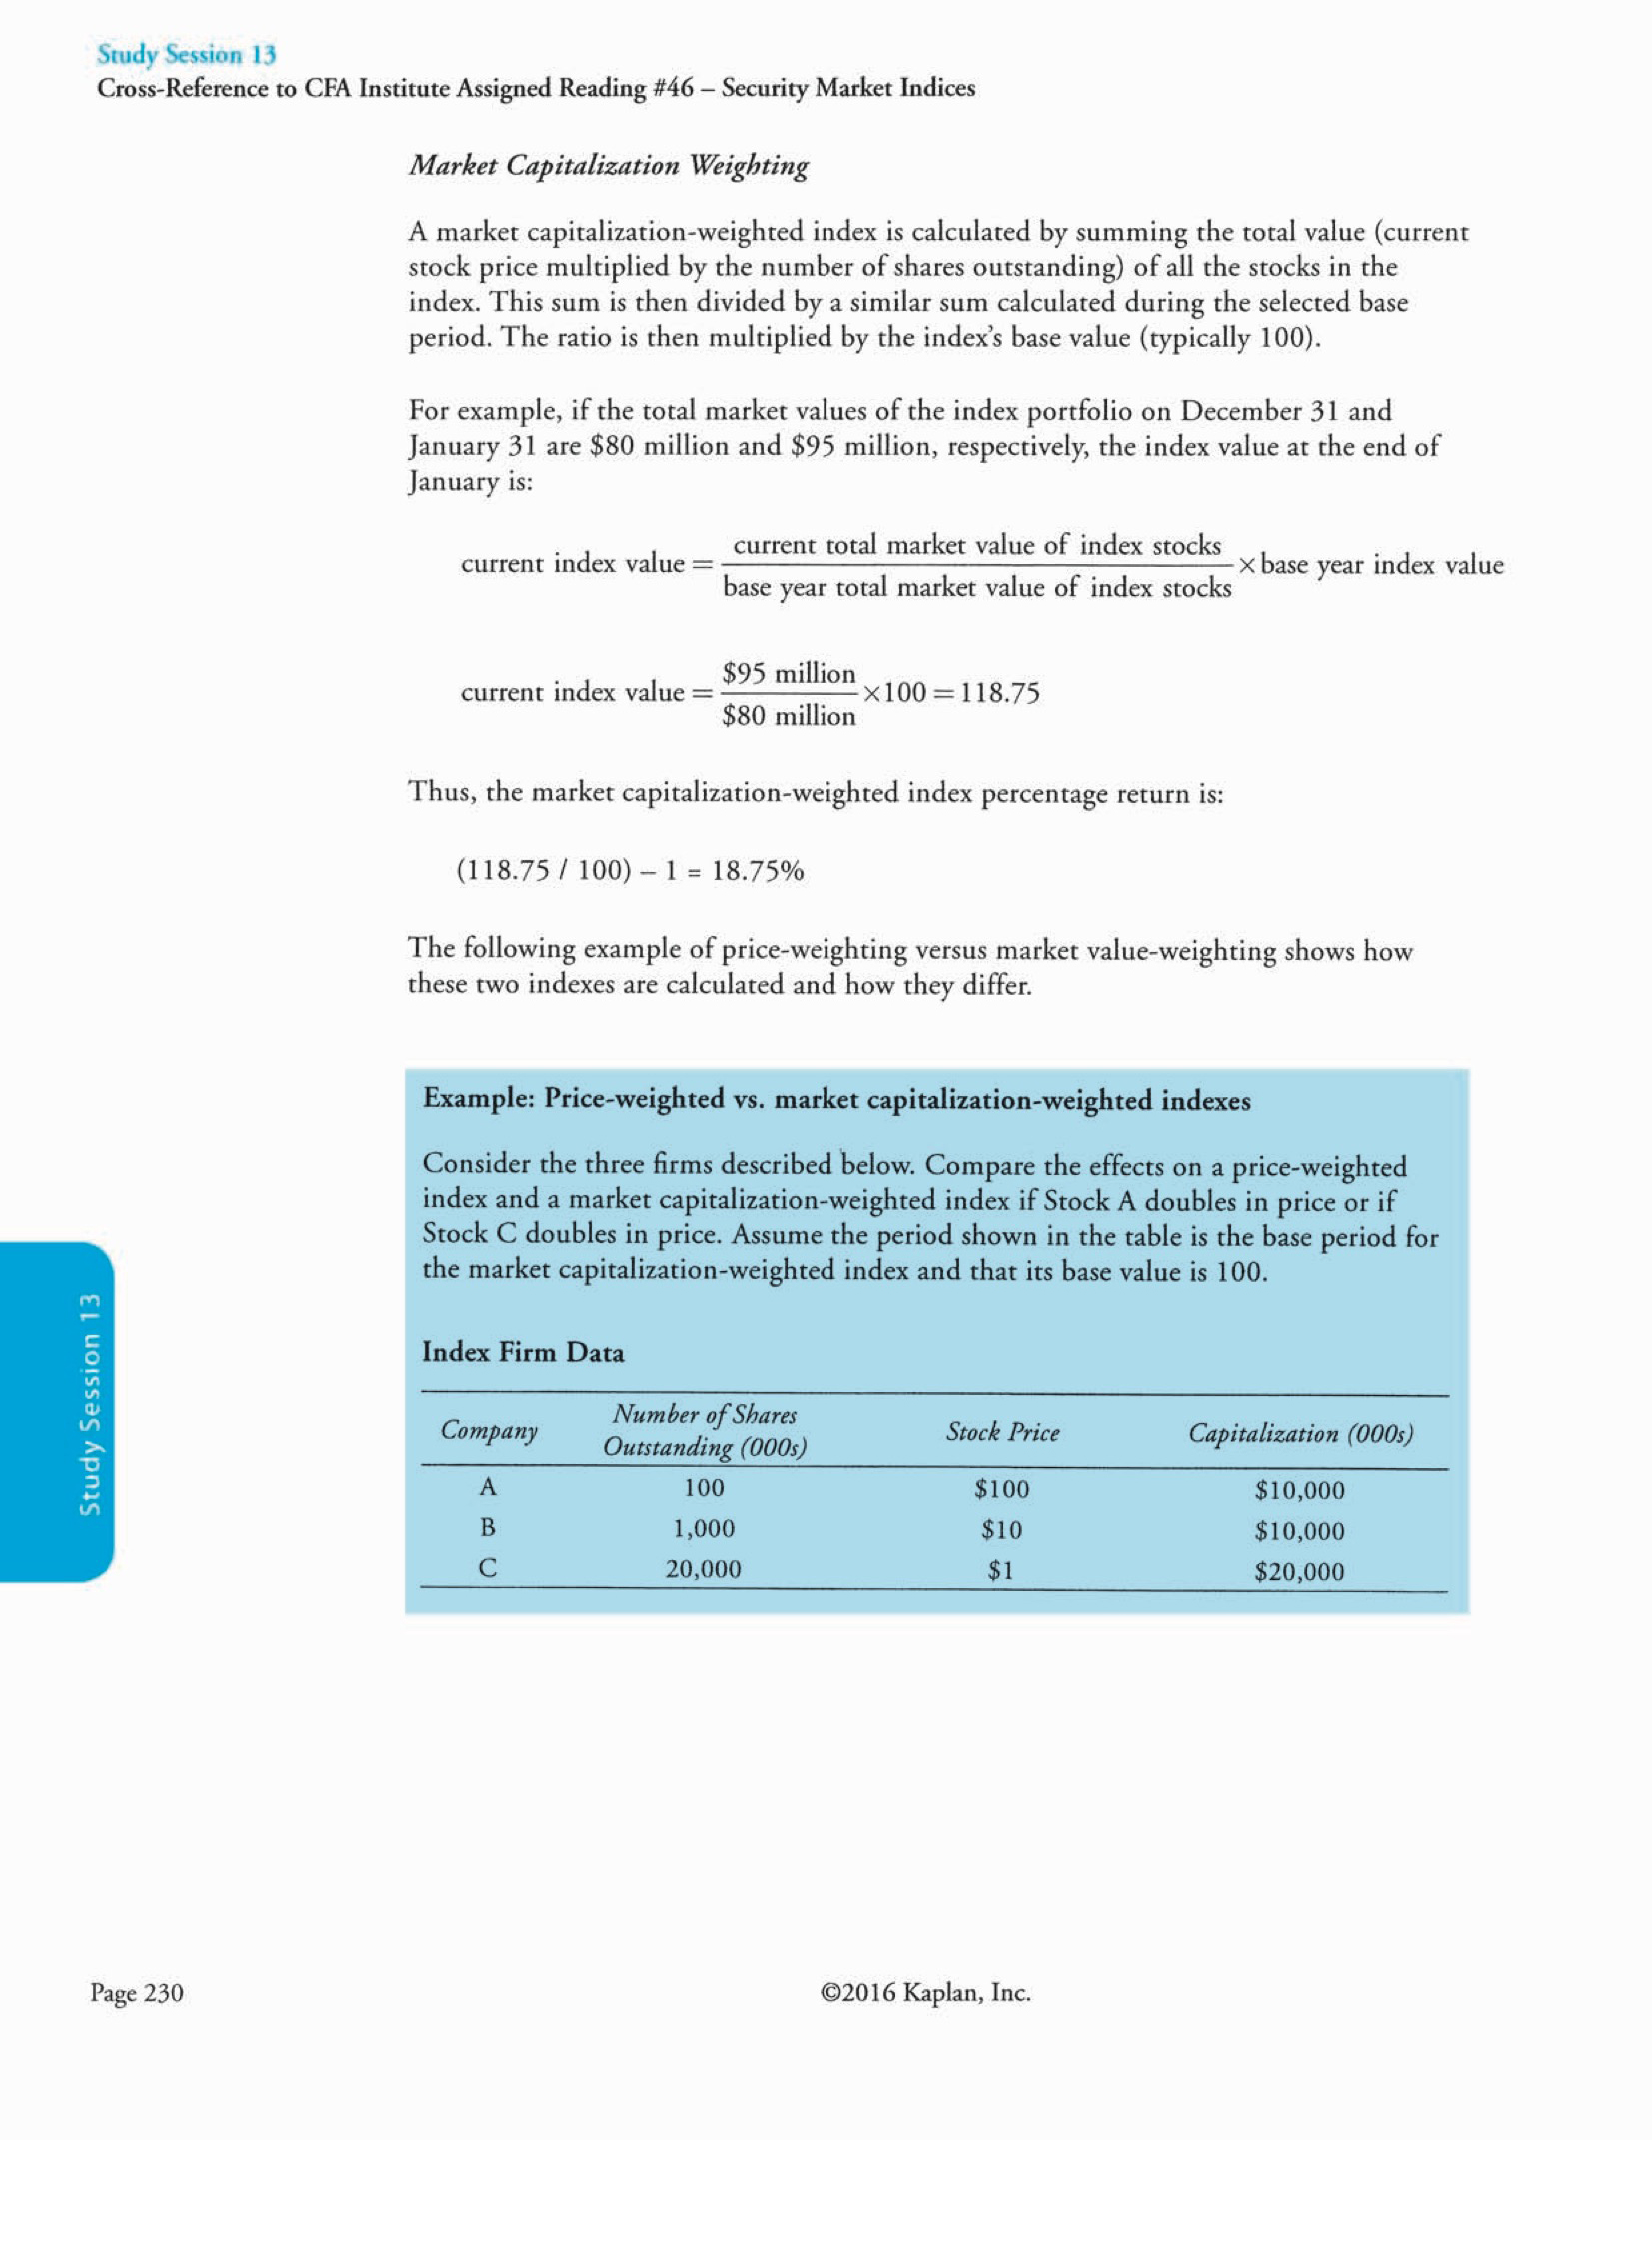 Study Session 13
Cross-Reference to CFA Institute Assigned Reading #46 – Security Market Indices
Market Capitalization Weighting
A market capitalization-weighted index is calculated by summing the total value (current
stock price multiplied by the number of shares outstanding) of all the stocks in the
index. This sum is then divided by a similar sum calculated during the selected base
period. The ratio is then multiplied by the index’s base value (typically 100).
For example, if the total market values of the index portfolio on December 31 and
January 31 are $80 million and $95 million, respectively, the index value at the end of
January is:
current index value = current total market value of index stocks / base year total market value of index stocks × base year index value
current index value = $95 million / $80 million ×100 = 118.75
Thus, the market capitalization-weighted index percentage return is:
(118.75 / 100) – 1 = 18.75%
The following example of price-weighting versus market value-weighting shows how
these two indexes are calculated and how they differ.
Example: Price-weighted vs. market capitalization-weighted indexes
Consider the three firms described below. Compare the effects on a price-weighted
index and a market capitalization-weighted index if Stock A doubles in price or if
Stock C doubles in price. Assume the period shown in the table is the base period for
the market capitalization-weighted index and that its base value is 100.
Index Firm Data
Company Number of Shares Outstanding (000s) Stock Price Capitalization (000s)
A 100 $100 $10,000
B 1,000 $10 $10,000
C 20,000 $1 $20,000
Study Session 13
Page 230 ©2016 Kaplan, Inc.